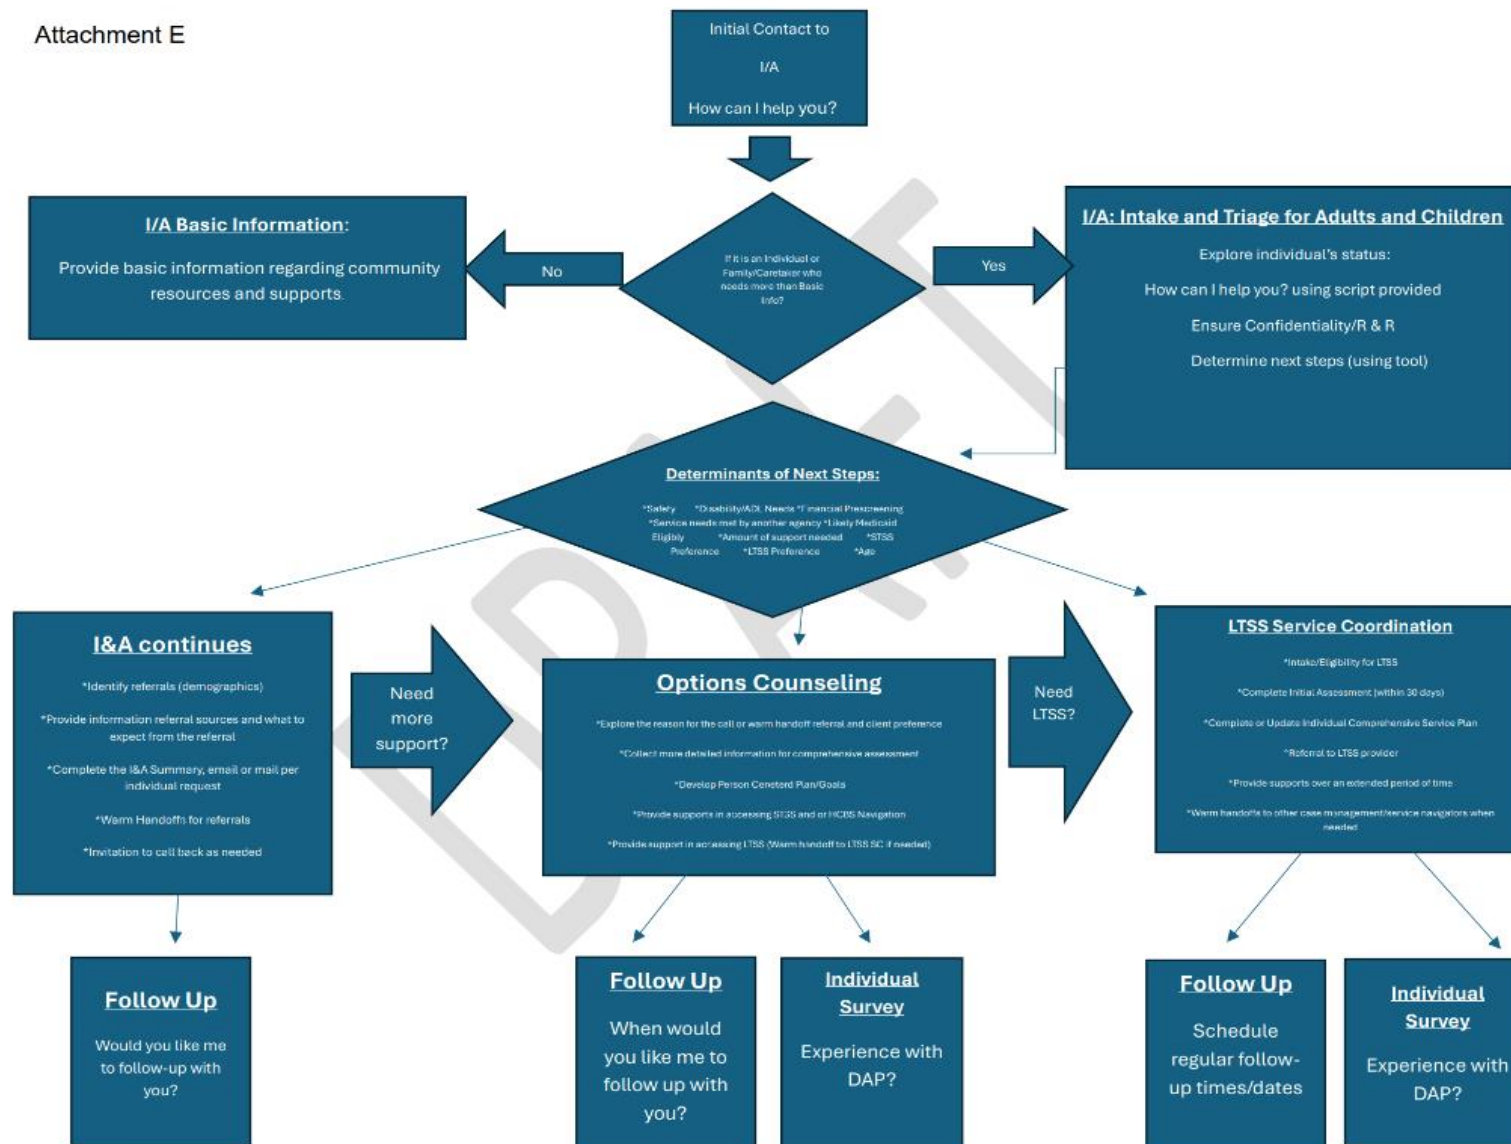 Attachment E
Initial Contact to
I/A
How can I help you?
I/A Basic Information:
Provide basic information regarding community
resources and supports.
No
If it is an Individual or
Family/Caretaker who
needs more than Basic
Info?
Yes
I/A: Intake and Triage for Adults and Children
Explore individual's status:
How can I help you? using script provided
Ensure Confidentiality/R & R
Determine next steps (using tool)
DRAFT
Determinants of Next Steps:
*Safety *Disability/ADL Needs *Financial Prescreening
*Service needs met by another agency *Likely Medicaid
Eligibly *Amount of support needed *STSS
Preference *LTSS Preference *Age
I&A continues
*Identify referrals (demographics)
*Provide information referral sources and what to
expect from the referral
*Complete the I&A Summary, email or mail per
individual request
*Warm Handoffs for referrals
*Invitation to call back as needed
Need
more
support?
Options Counseling
*Explore the reason for the call or warm handoff referral and client preference
*Collect more detailed information for comprehensive assessment
*Develop Person Ceneterd Plan/Goals
*Provide supports in accessing STSS and or HCBS Navigation
*Provide support in accessing LTSS (Warm handoff to LTSS SC if needed)
Need
LTSS?
LTSS Service Coordination
*Intake/Eligibility for LTSS
*Complete Initial Assessment (within 30 days)
*Complete or Update Individual Comprehensive Service Plan
*Referral to LTSS provider
*Provide supports over an extended period of time
*Warm handoffs to other case management/service navigators when
needed
Follow Up
Would you like me
to follow-up with
you?
Follow Up
When would
you like me to
follow up with
you?
Individual
Survey
Experience with
DAP?
Follow Up
Schedule
regular follow-
up times/dates
Individual
Survey
Experience with
DAP?